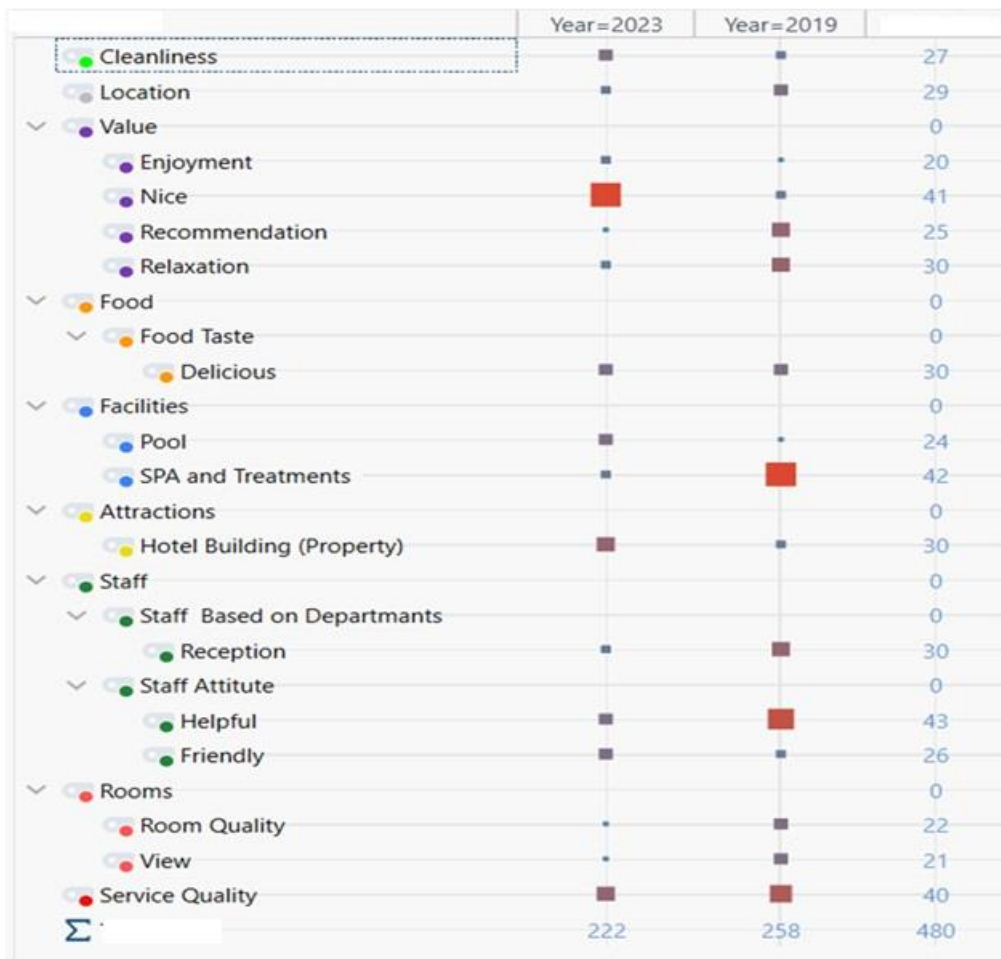 Year=2023 Year=2019
Cleanliness 27
Location 29
Value 0
Enjoyment 20
Nice 41
Recommendation 25
Relaxation 30
Food 0
Food Taste 0
Delicious 30
Facilities 0
Pool 24
SPA and Treatments 42
Attractions 0
Hotel Building (Property) 30
Staff 0
Staff Based on Departmants 0
Reception 30
Staff Attitute 0
Helpful 43
Friendly 26
Rooms 0
Room Quality 22
View 21
Service Quality 40
Σ 222 258 480